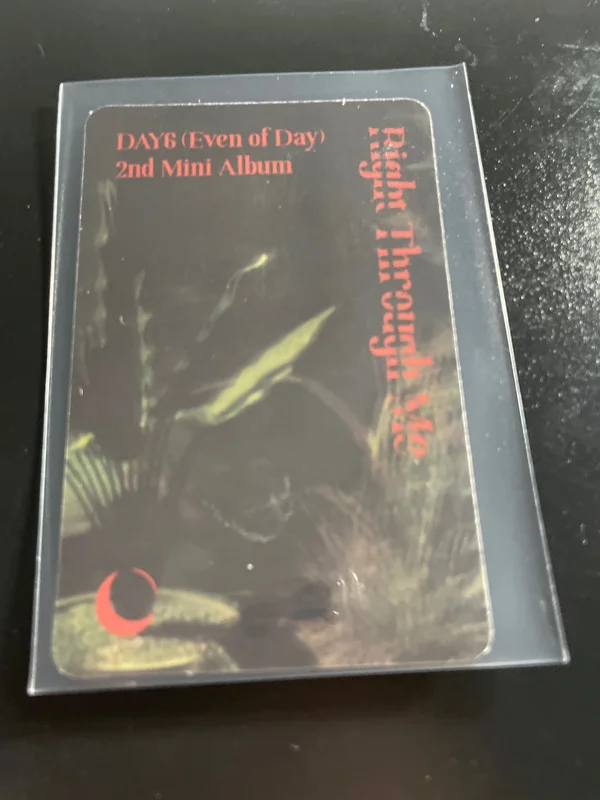 DAY6 (Even of Day)
2nd Mini Album
Right Through Me